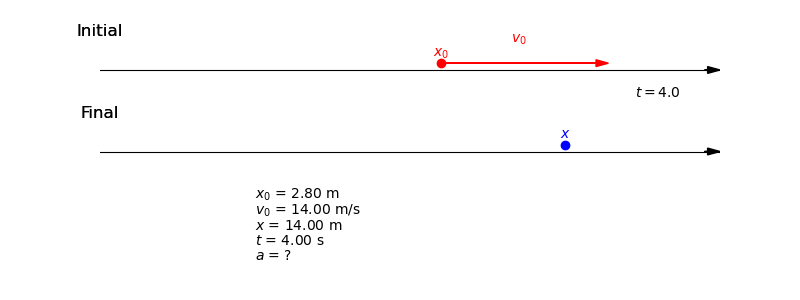 Initial
v₀
x₀
t = 4.0
Final
x
x₀ = 2.80 m
v₀ = 14.00 m/s
x = 14.00 m
t = 4.00 s
a = ?